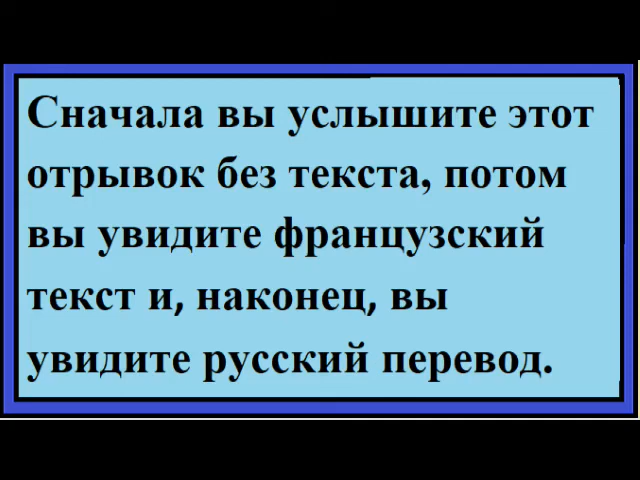 Сначала вы услышите этот
отрывок без текста, потом
вы увидите французский
текст и, наконец, вы
увидите русский перевод.